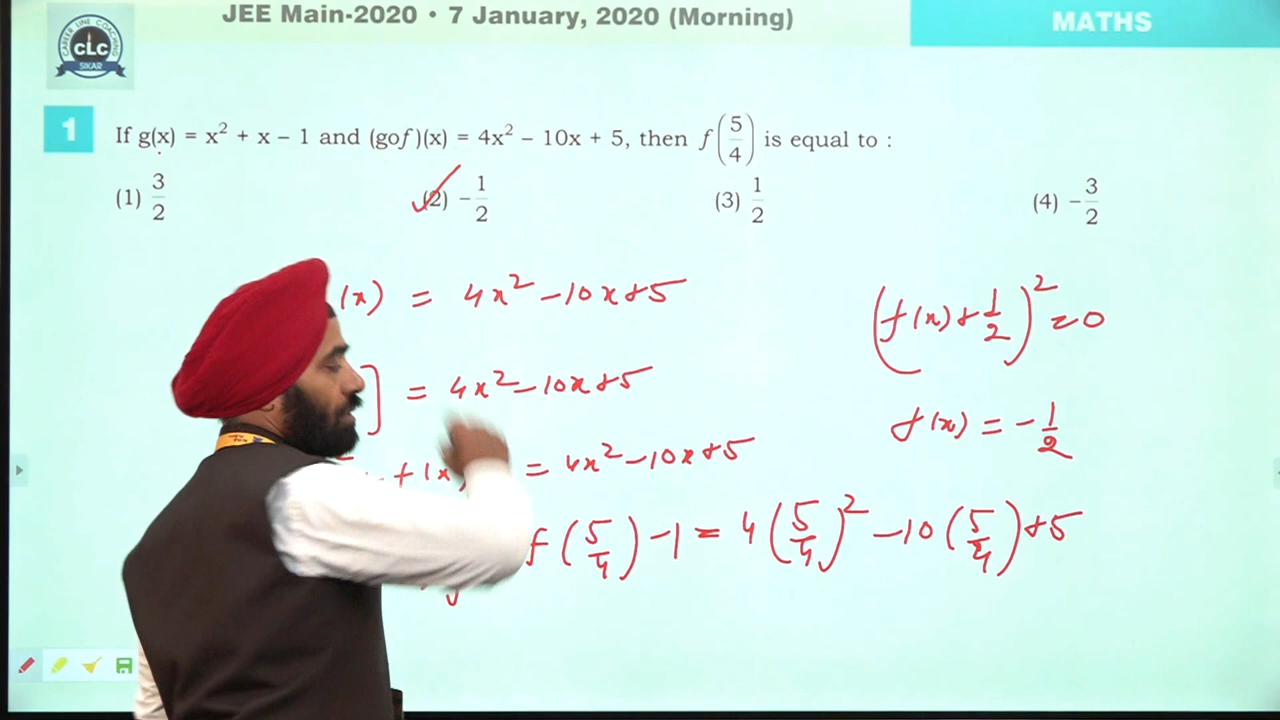 JEE Main-2020 • 7 January, 2020 (Morning)
MATHS
CAREER LINE COACHING
CLC
SIKAR
1
If g(x) = x² + x − 1 and (gof)(x) = 4x² − 10x + 5, then f(5/4) is equal to :
(1) 3/2
(2) −1/2
(3) 1/2
(4) −3/2
(x) = 4x² − 10x + 5
] = 4x² − 10x + 5
f(x) = 4x² − 10x + 5
f(5/4) − 1 = 4(5/4)² − 10(5/4) + 5
(f(x) + 1/2)² = 0
f(x) = −1/2